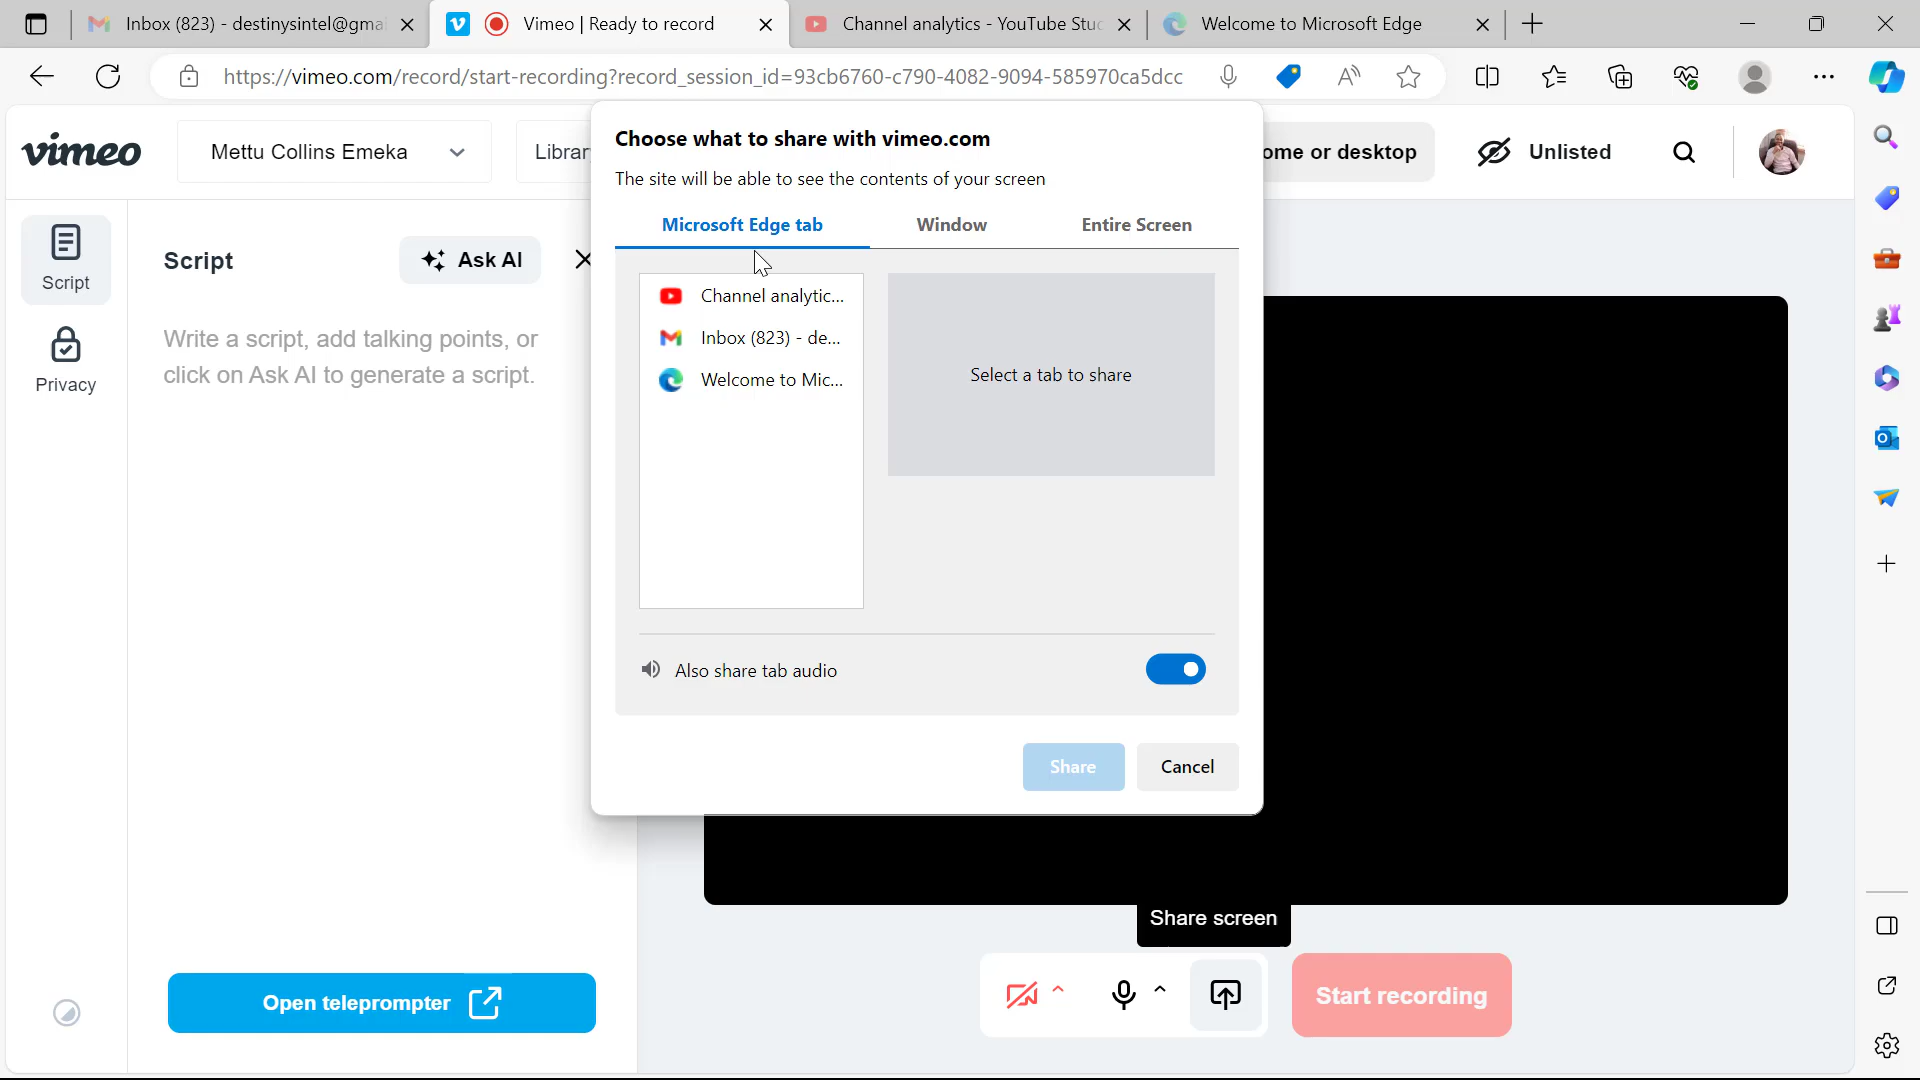 Inbox (823) - destinysintel@gmai
Vimeo | Ready to record
Channel analytics - YouTube Stud
Welcome to Microsoft Edge
https://vimeo.com/record/start-recording?record_session_id=93cb6760-c790-4082-9094-585970ca5dcc
vimeo
Mettu Collins Emeka
Librar
ome or desktop
Unlisted
Choose what to share with vimeo.com
The site will be able to see the contents of your screen
Microsoft Edge tab
Window
Entire Screen
Script
Script
Ask AI
Privacy
Write a script, add talking points, or
click on Ask AI to generate a script.
Channel analytic...
Inbox (823) - de...
Welcome to Mic...
Select a tab to share
Also share tab audio
Share
Cancel
Share screen
Open teleprompter
Start recording